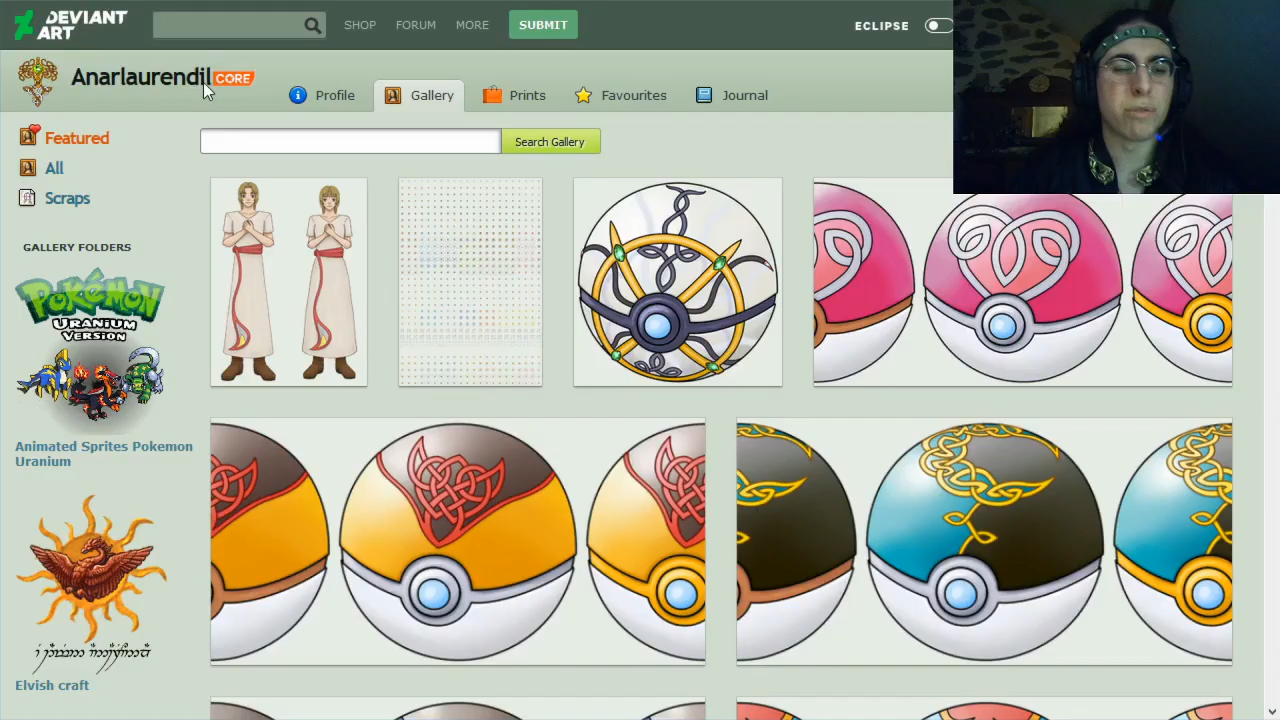 DEVIANT
ART
SHOP
FORUM
MORE
SUBMIT
ECLIPSE
Anarlaurendil
CORE
Profile
Gallery
Prints
Favourites
Journal
Featured
All
Scraps
Search Gallery
GALLERY FOLDERS
POKéMON
URANIUM
VERSION
Animated Sprites Pokemon
Uranium
Elvish craft